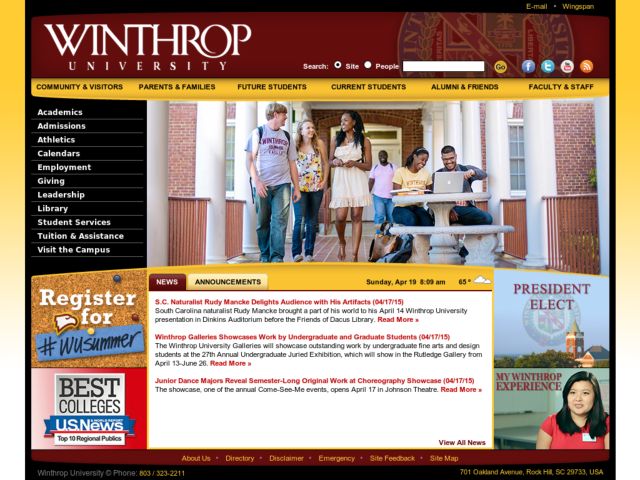 E-mail • Wingspan
WINTHROP
UNIVERSITY
Search: Site People Go
COMMUNITY & VISITORS PARENTS & FAMILIES FUTURE STUDENTS CURRENT STUDENTS ALUMNI & FRIENDS FACULTY & STAFF
Academics
Admissions
Athletics
Calendars
Employment
Giving
Leadership
Library
Student Services
Tuition & Assistance
Visit the Campus
Register
for
#WUsummer
BEST
COLLEGES
U.S.News
Top 10 Regional Publics
NEWS ANNOUNCEMENTS Sunday, Apr 19 8:09 am 65 °
S.C. Naturalist Rudy Mancke Delights Audience with His Artifacts (04/17/15)
South Carolina naturalist Rudy Mancke brought a part of his world to his April 14 Winthrop University
presentation in Dinkins Auditorium before the Friends of Dacus Library. Read More »
Winthrop Galleries Showcases Work by Undergraduate and Graduate Students (04/17/15)
The Winthrop University Galleries will showcase outstanding work by undergraduate fine arts and design
students at the 27th Annual Undergraduate Juried Exhibition, which will show in the Rutledge Gallery from
April 13-June 26. Read More »
Junior Dance Majors Reveal Semester-Long Original Work at Choreography Showcase (04/17/15)
The showcase, one of the annual Come-See-Me events, opens April 17 in Johnson Theatre. Read More »
View All News
PRESIDENT
ELECT
MY WINTHROP
EXPERIENCE
About Us • Directory • Disclaimer • Emergency • Site Feedback • Site Map
Winthrop University © Phone: 803 / 323-2211
701 Oakland Avenue, Rock Hill, SC 29733, USA